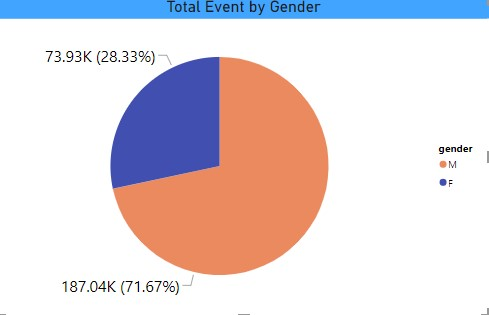 Total Event by Gender
73.93K (28.33%)
gender
M
F
187.04K (71.67%)